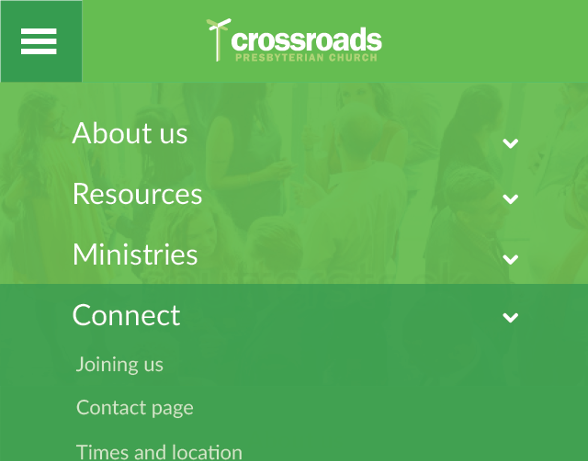 crossroads
PRESBYTERIAN CHURCH
About us
Resources
Ministries
Connect
Joining us
Contact page
Times and location